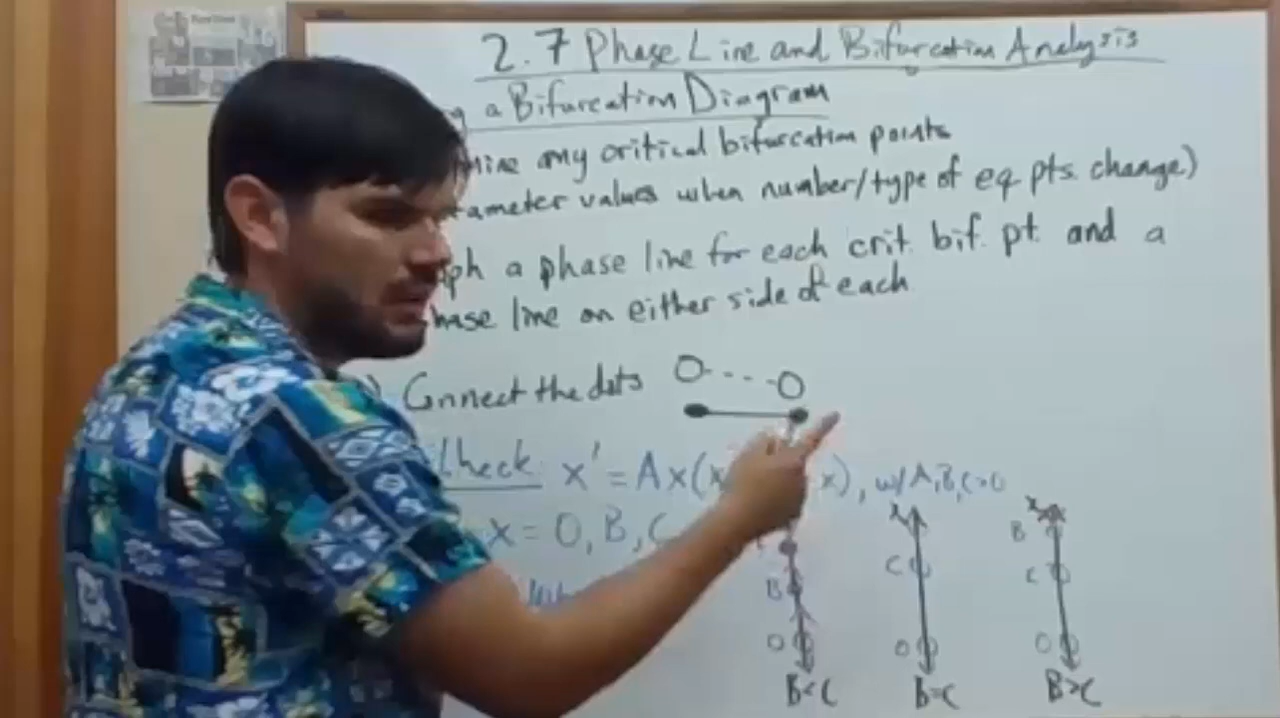 2.7 Phase Line and Bifurcation Analysis
g a Bifurcation Diagram
mine any critical bifurcation points
ameter values when number/type of eq pts. change)
ph a phase line for each crit. bif. pt. and a
hase line on either side of each
) Connect the dots
Check x' = Ax(x x), w/A,B,C>0
x = 0, B, C
x x
B
C C
B
0 0 0
B<C B=C B>C